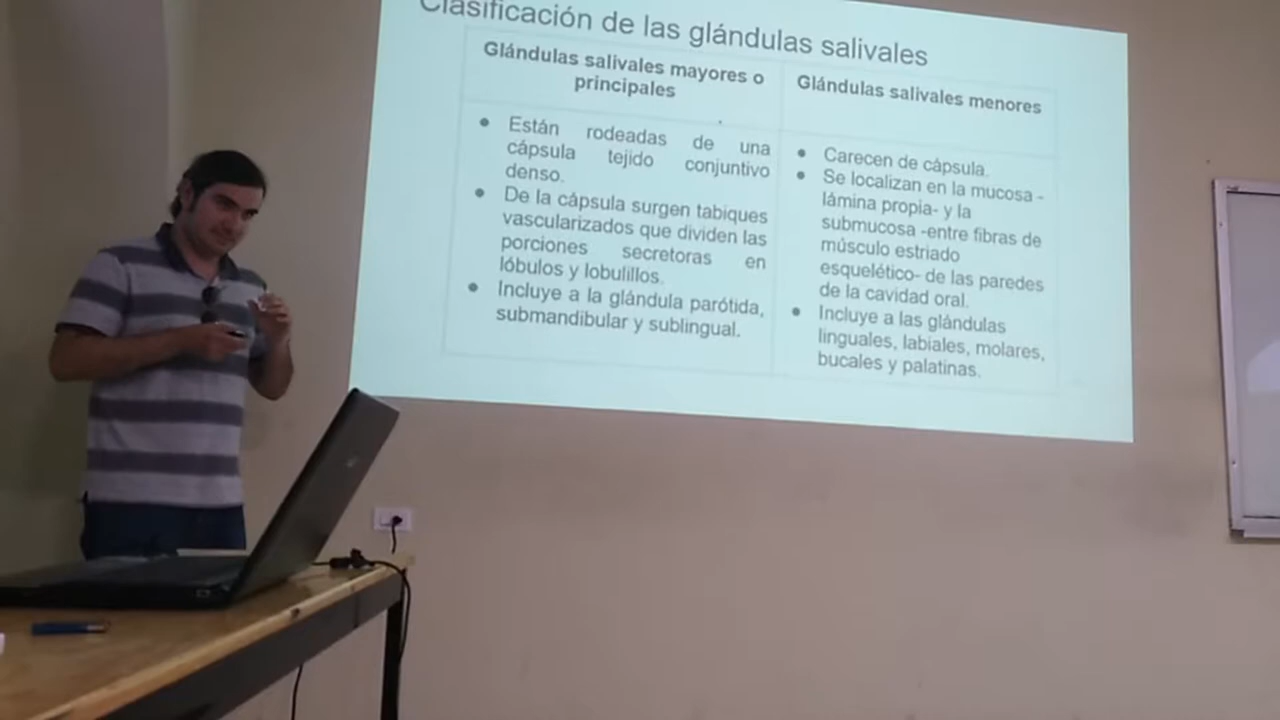 Clasificación de las glándulas salivales
Glándulas salivales mayores o
principales
Están rodeadas de una
cápsula tejido conjuntivo
denso.
De la cápsula surgen tabiques
vascularizados que dividen las
porciones secretoras en
lóbulos y lobulillos.
Incluye a la glándula parótida,
submandibular y sublingual.
Glándulas salivales menores
Carecen de cápsula.
Se localizan en la mucosa -
lámina propia- y la
submucosa -entre fibras de
músculo estriado
esquelético- de las paredes
de la cavidad oral.
Incluye a las glándulas
linguales, labiales, molares,
bucales y palatinas.